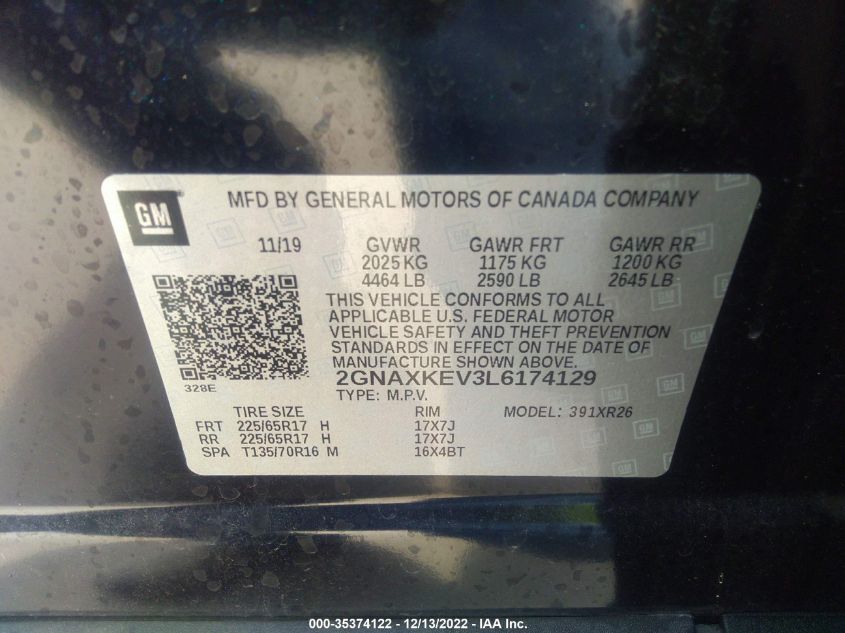 GM
MFD BY GENERAL MOTORS OF CANADA COMPANY
11/19 GVWR GAWR FRT GAWR RR
2025 KG 1175 KG 1200 KG
4464 LB 2590 LB 2645 LB
THIS VEHICLE CONFORMS TO ALL
APPLICABLE U.S. FEDERAL MOTOR
VEHICLE SAFETY AND THEFT PREVENTION
STANDARDS IN EFFECT ON THE DATE OF
MANUFACTURE SHOWN ABOVE.
328E
2GNAXKEV3L6174129
TYPE: M.P.V.
TIRE SIZE RIM MODEL: 391XR26
FRT 225/65R17 H 17X7J
RR 225/65R17 H 17X7J
SPA T135/70R16 M 16X4BT
000-35374122 - 12/13/2022 - IAA Inc.